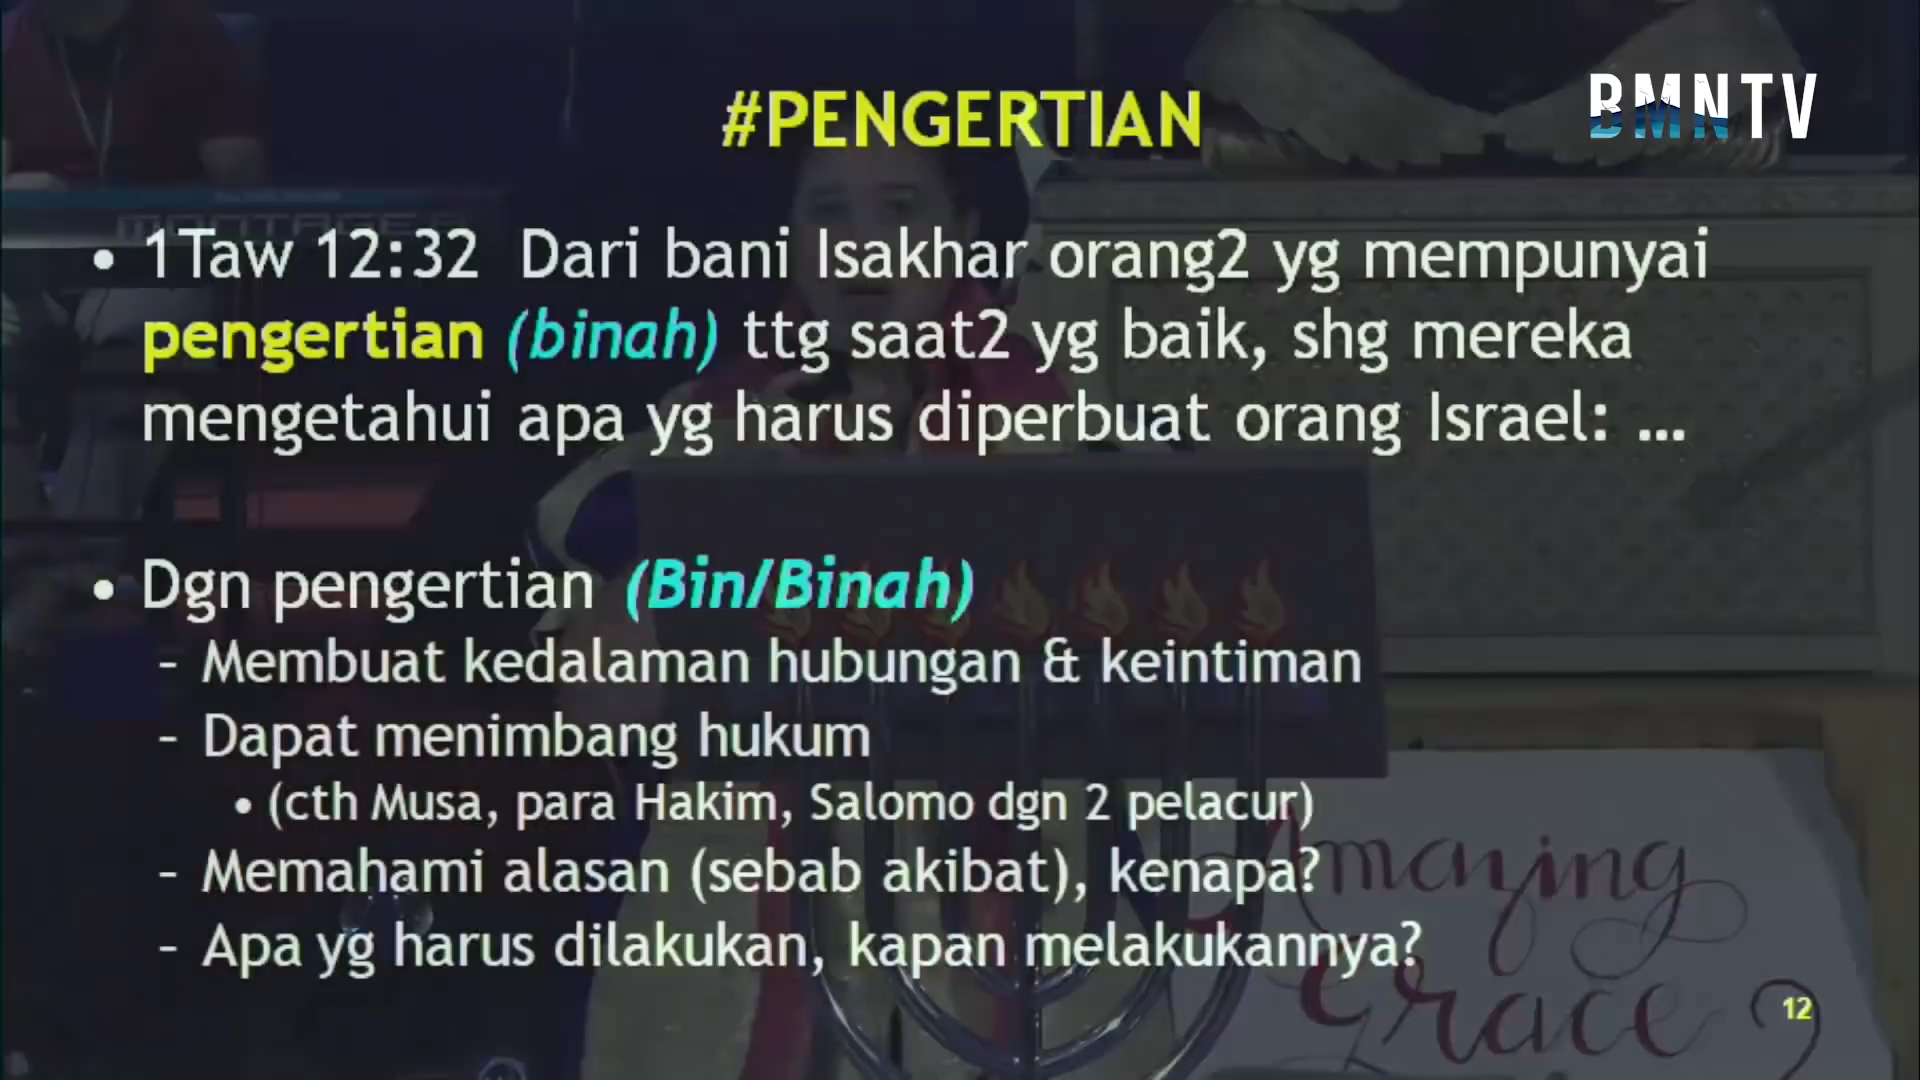 #PENGERTIAN
BMNTV
MONTAGE
• 1Taw 12:32 Dari bani Isakhar orang2 yg mempunyai
pengertian (binah) ttg saat2 yg baik, shg mereka
mengetahui apa yg harus diperbuat orang Israel: ...
• Dgn pengertian (Bin/Binah)
– Membuat kedalaman hubungan & keintiman
– Dapat menimbang hukum
• (cth Musa, para Hakim, Salomo dgn 2 pelacur)
– Memahami alasan (sebab akibat), kenapa?
– Apa yg harus dilakukan, kapan melakukannya?
Amazing
Grace
12